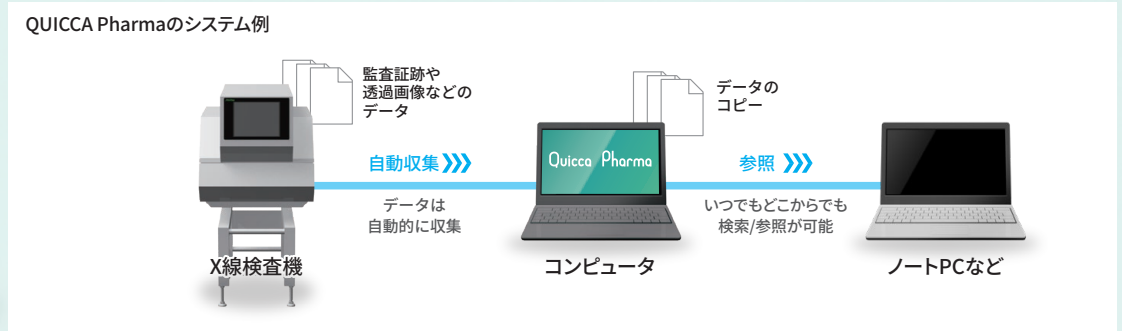 QUICCA Pharmaのシステム例
監査証跡や
透過画像などの
データ
データの
コピー
自動収集
Quicca Pharma
参照
データは
自動的に収集
いつでもどこからでも
検索/参照が可能
X線検査機
コンピュータ
ノートPCなど